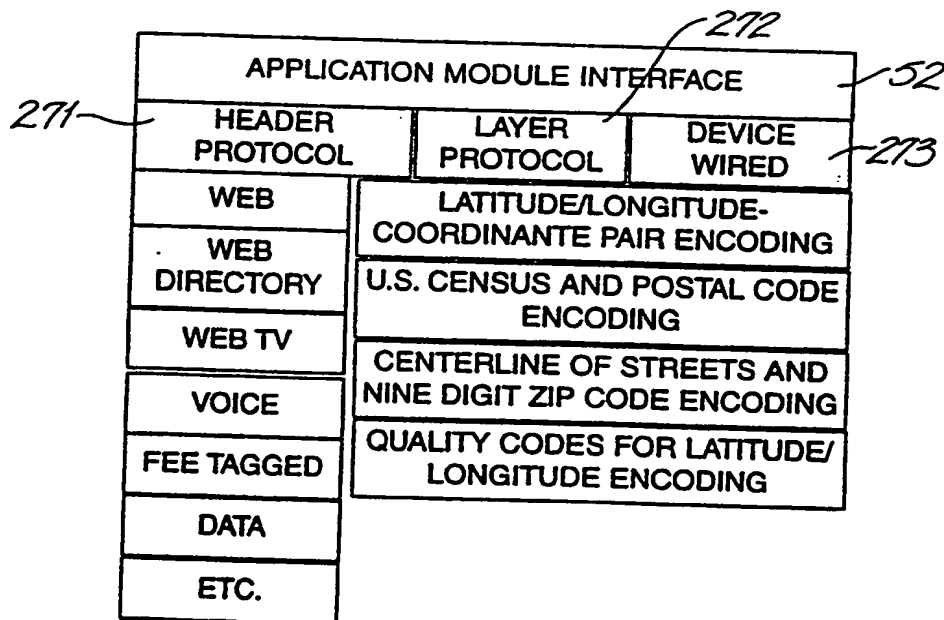 272
APPLICATION MODULE INTERFACE
52
271
HEADER
PROTOCOL
LAYER
PROTOCOL
DEVICE
WIRED
273
WEB
WEB
DIRECTORY
WEB TV
VOICE
FEE TAGGED
DATA
ETC.
LATITUDE/LONGITUDE-
COORDINANTE PAIR ENCODING
U.S. CENSUS AND POSTAL CODE
ENCODING
CENTERLINE OF STREETS AND
NINE DIGIT ZIP CODE ENCODING
QUALITY CODES FOR LATITUDE/
LONGITUDE ENCODING